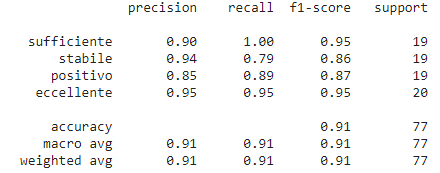 precision recall f1-score support
sufficiente 0.90 1.00 0.95 19
stabile 0.94 0.79 0.86 19
positivo 0.85 0.89 0.87 19
eccellente 0.95 0.95 0.95 20
accuracy 0.91 77
macro avg 0.91 0.91 0.91 77
weighted avg 0.91 0.91 0.91 77